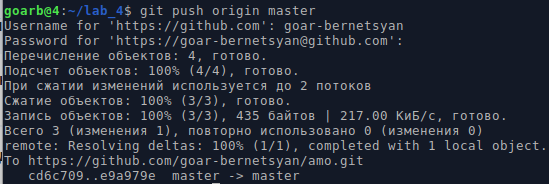 goarb@4:~/lab_4$ git push origin master
Username for 'https://github.com': goar-bernetsyan
Password for 'https://goar-bernetsyan@github.com':
Перечисление объектов: 4, готово.
Подсчет объектов: 100% (4/4), готово.
При сжатии изменений используется до 2 потоков
Сжатие объектов: 100% (3/3), готово.
Запись объектов: 100% (3/3), 435 байтов | 217.00 КиБ/с, готово.
Всего 3 (изменения 1), повторно использовано 0 (изменения 0)
remote: Resolving deltas: 100% (1/1), completed with 1 local object.
To https://github.com/goar-bernetsyan/amo.git
   cd6c709..e9a979e  master -> master